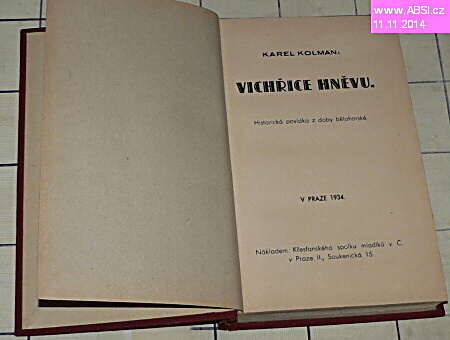 www.ABSI.cz
11.11.2014
KAREL KOLMAN:
VICHŘICE HNĚVU.
Historická povídka z doby bělohorské.
V PRAZE 1934.
Nákladem Křesťanského spolku mladíků v Č.
v Praze II., Soukenická 15.